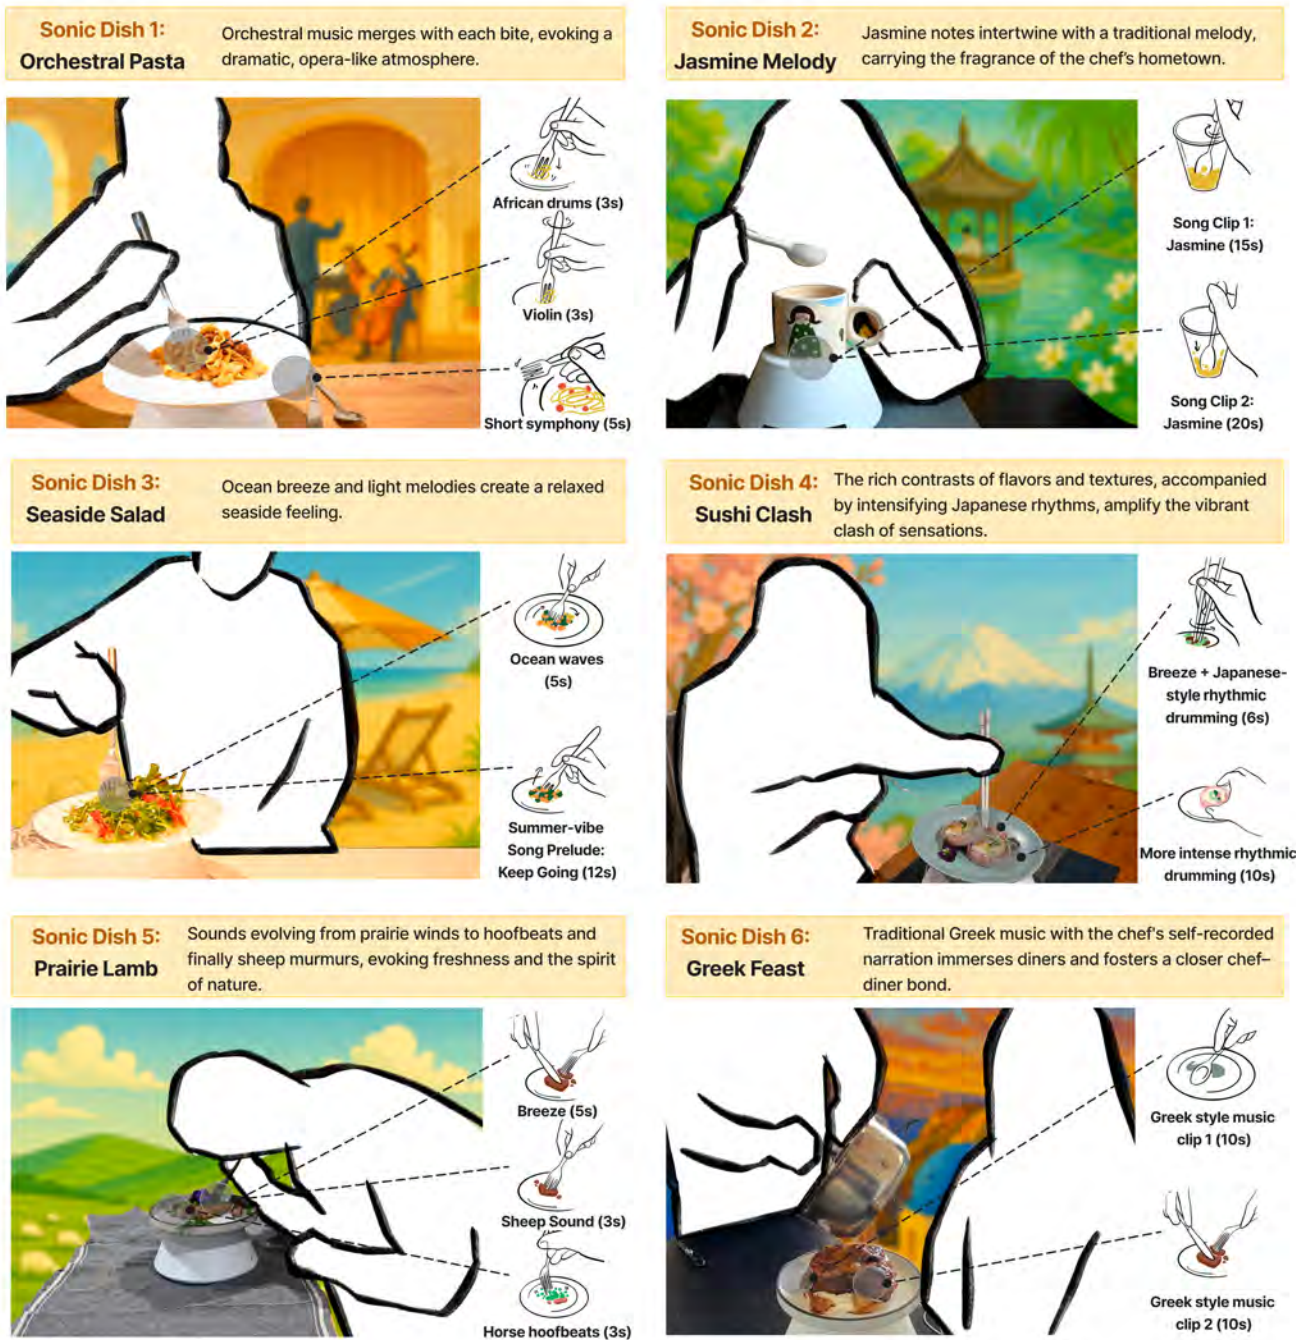 Sonic Dish 1:
Orchestral Pasta
Orchestral music merges with each bite, evoking a
dramatic, opera-like atmosphere.
African drums (3s)
Violin (3s)
Short symphony (5s)
Sonic Dish 2:
Jasmine Melody
Jasmine notes intertwine with a traditional melody,
carrying the fragrance of the chef's hometown.
Song Clip 1:
Jasmine (15s)
Song Clip 2:
Jasmine (20s)
Sonic Dish 3:
Seaside Salad
Ocean breeze and light melodies create a relaxed
seaside feeling.
Ocean waves
(5s)
Summer-vibe
Song Prelude:
Keep Going (12s)
Sonic Dish 4:
Sushi Clash
The rich contrasts of flavors and textures, accompanied
by intensifying Japanese rhythms, amplify the vibrant
clash of sensations.
Breeze + Japanese-
style rhythmic
drumming (6s)
More intense rhythmic
drumming (10s)
Sonic Dish 5:
Prairie Lamb
Sounds evolving from prairie winds to hoofbeats and
finally sheep murmurs, evoking freshness and the spirit
of nature.
Breeze (5s)
Sheep Sound (3s)
Horse hoofbeats (3s)
Sonic Dish 6:
Greek Feast
Traditional Greek music with the chef's self-recorded
narration immerses diners and fosters a closer chef–
diner bond.
Greek style music
clip 1 (10s)
Greek style music
clip 2 (10s)